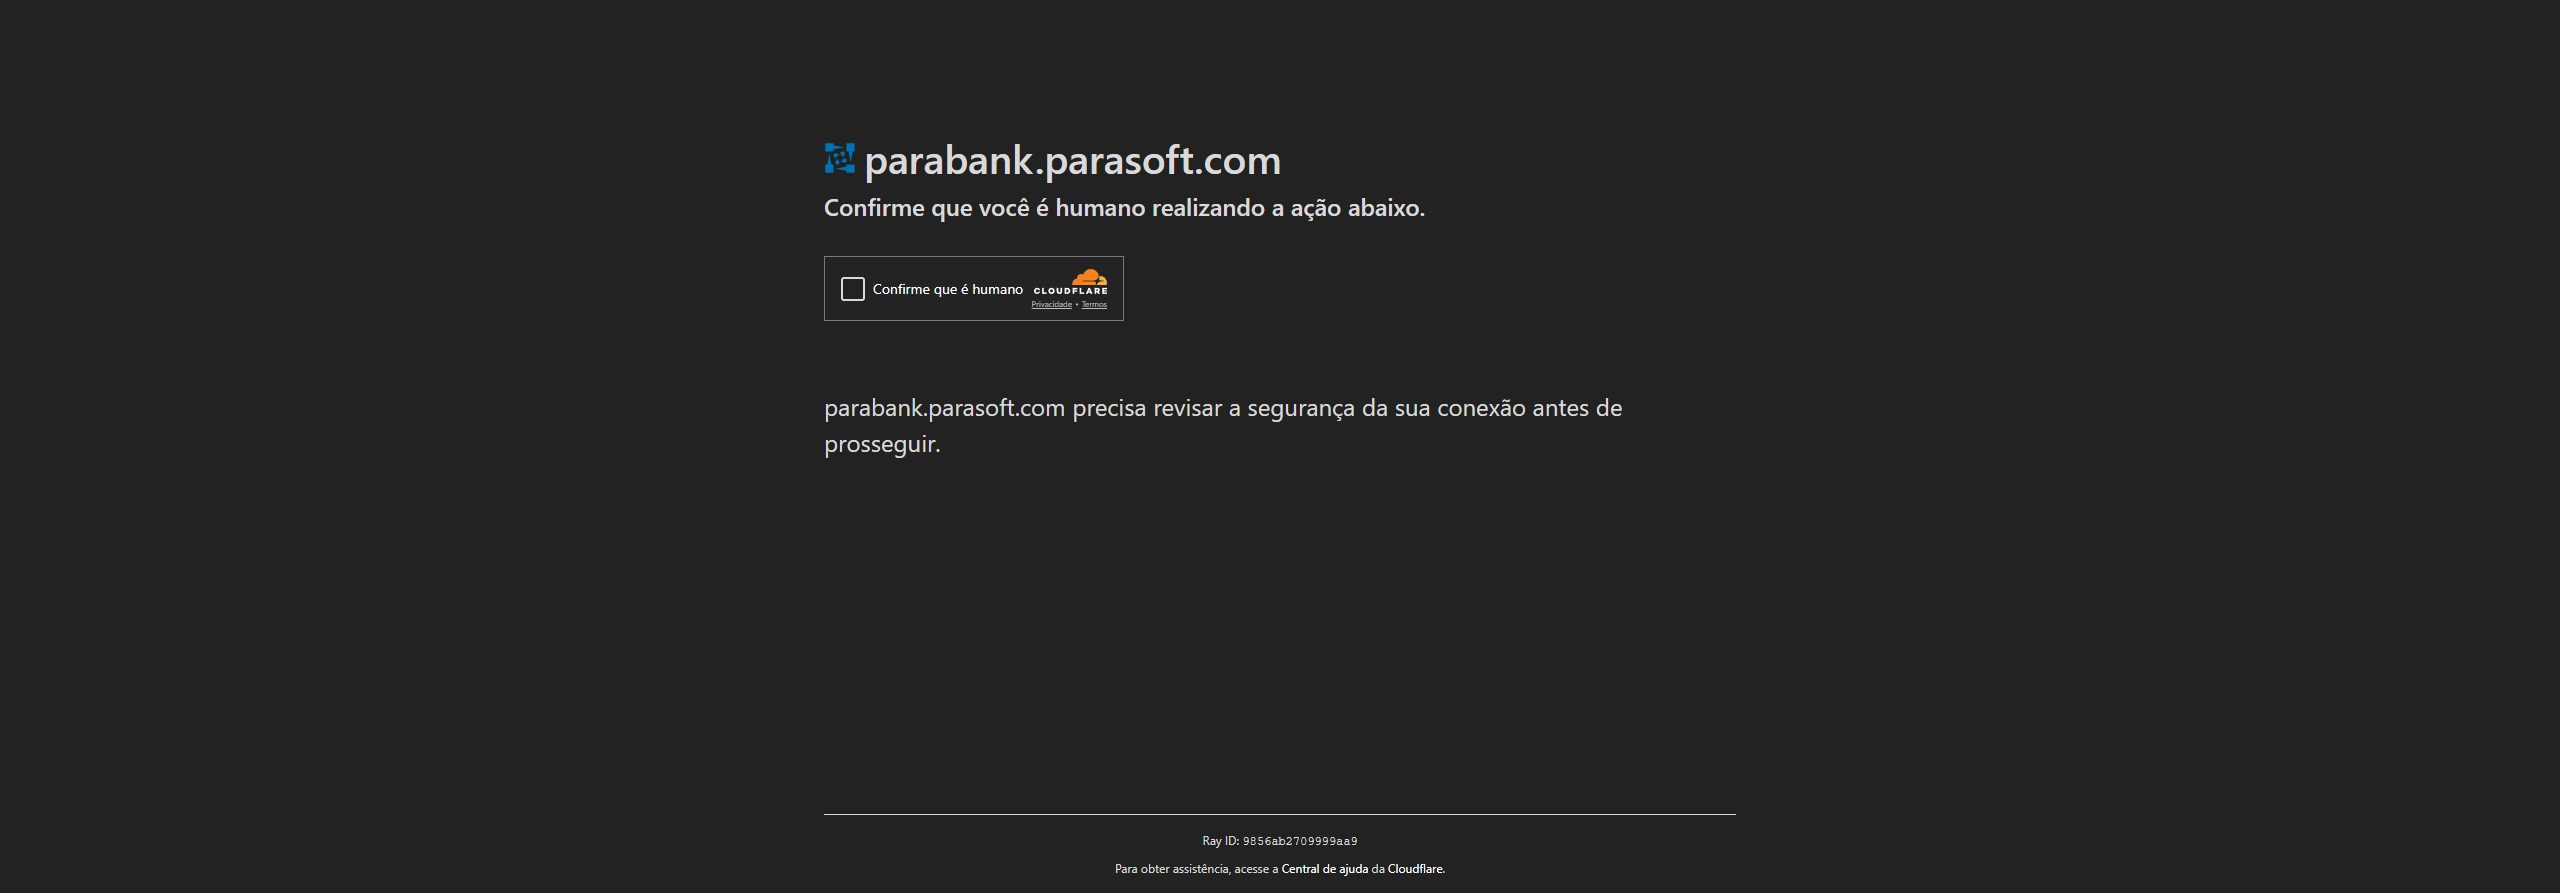 parabank.parasoft.com
Confirme que você é humano realizando a ação abaixo.
Confirme que é humano
CLOUDFLARE
Privacidade • Termos
parabank.parasoft.com precisa revisar a segurança da sua conexão antes de
prosseguir.
Ray ID: 9856ab2709999aa9
Para obter assistência, acesse a Central de ajuda da Cloudflare.